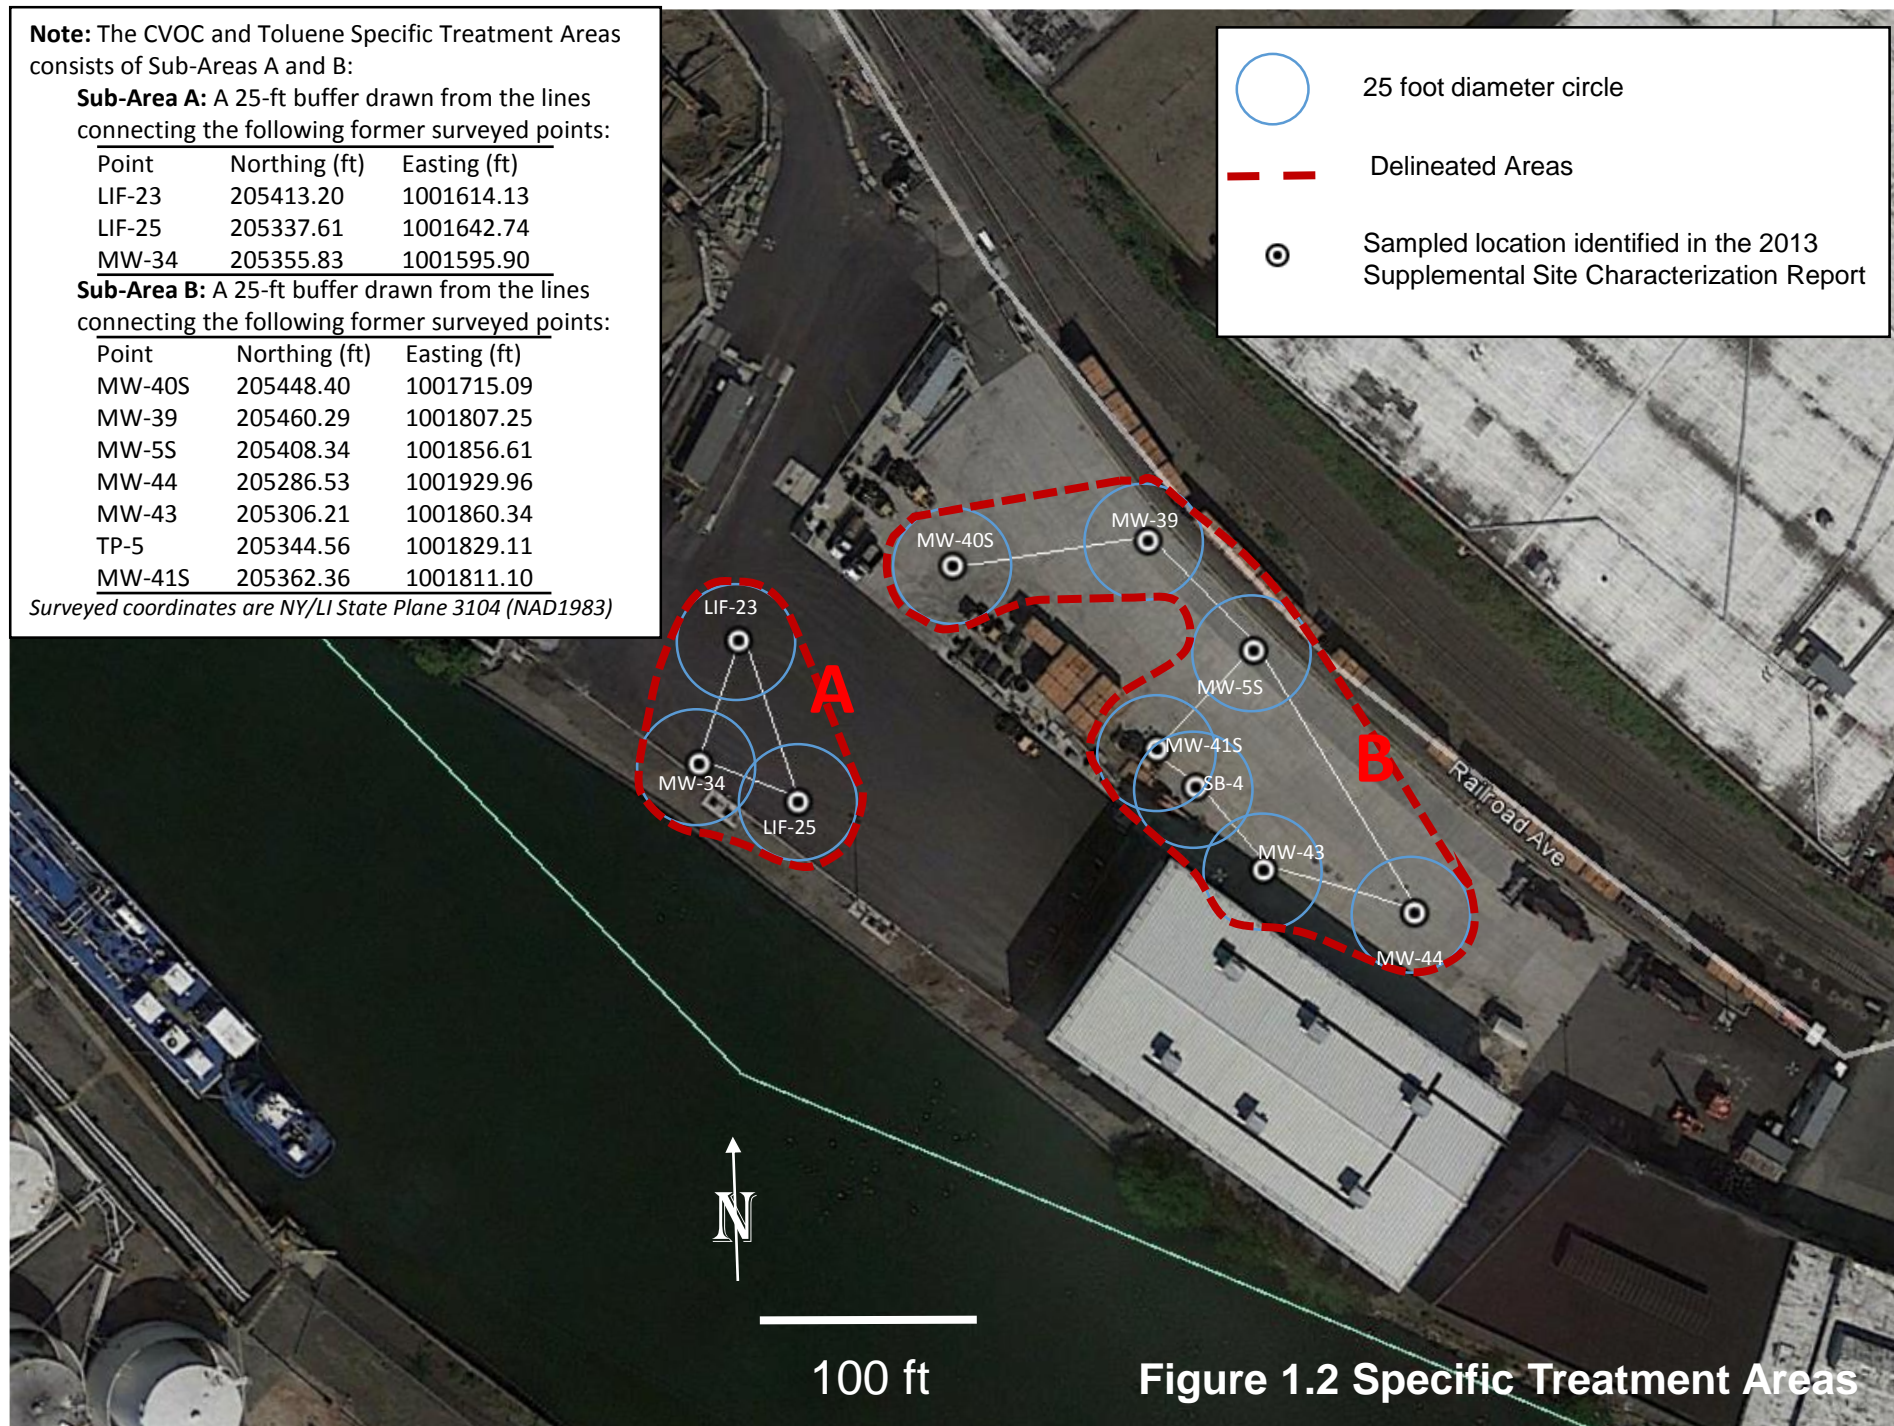 Note: The CVOC and Toluene Specific Treatment Areas
consists of Sub-Areas A and B:
Sub-Area A: A 25-ft buffer drawn from the lines
connecting the following former surveyed points:
Point Northing (ft) Easting (ft)
LIF-23 205413.20 1001614.13
LIF-25 205337.61 1001642.74
MW-34 205355.83 1001595.90
Sub-Area B: A 25-ft buffer drawn from the lines
connecting the following former surveyed points:
Point Northing (ft) Easting (ft)
MW-40S 205448.40 1001715.09
MW-39 205460.29 1001807.25
MW-5S 205408.34 1001856.61
MW-44 205286.53 1001929.96
MW-43 205306.21 1001860.34
TP-5 205344.56 1001829.11
MW-41S 205362.36 1001811.10
Surveyed coordinates are NY/LI State Plane 3104 (NAD1983)
25 foot diameter circle
Delineated Areas
Sampled location identified in the 2013
Supplemental Site Characterization Report
MW-39
MW-40S
LIF-23
A
MW-5S
MW-41S
B
MW-34
SB-4
Railroad Ave
LIF-25
MW-43
MW-44
N
100 ft
Figure 1.2 Specific Treatment Areas